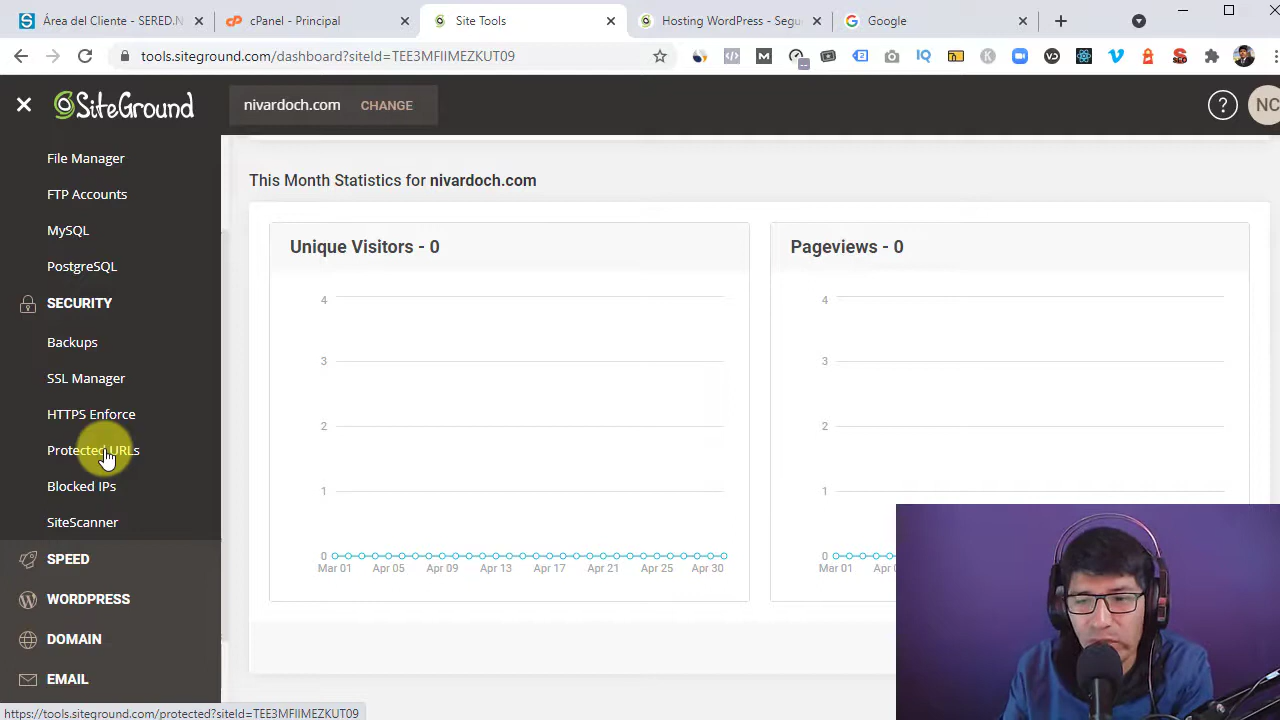 Área del Cliente - SERED.N
cPanel - Principal
Site Tools
Hosting WordPress - Segu
Google
tools.siteground.com/dashboard?siteId=TEE3MFIIMEZKUT09
SiteGround
nivardoch.com CHANGE
? NC
File Manager
FTP Accounts
MySQL
PostgreSQL
SECURITY
Backups
SSL Manager
HTTPS Enforce
Protected URLs
Blocked IPs
SiteScanner
SPEED
WORDPRESS
DOMAIN
EMAIL
This Month Statistics for nivardoch.com
Unique Visitors - 0
4
3
2
1
0
Mar 01 Apr 05 Apr 09 Apr 13 Apr 17 Apr 21 Apr 25 Apr 30
Pageviews - 0
4
3
2
1
0
Mar 01
https://tools.siteground.com/protected?siteId=TEE3MFIIMEZKUT09